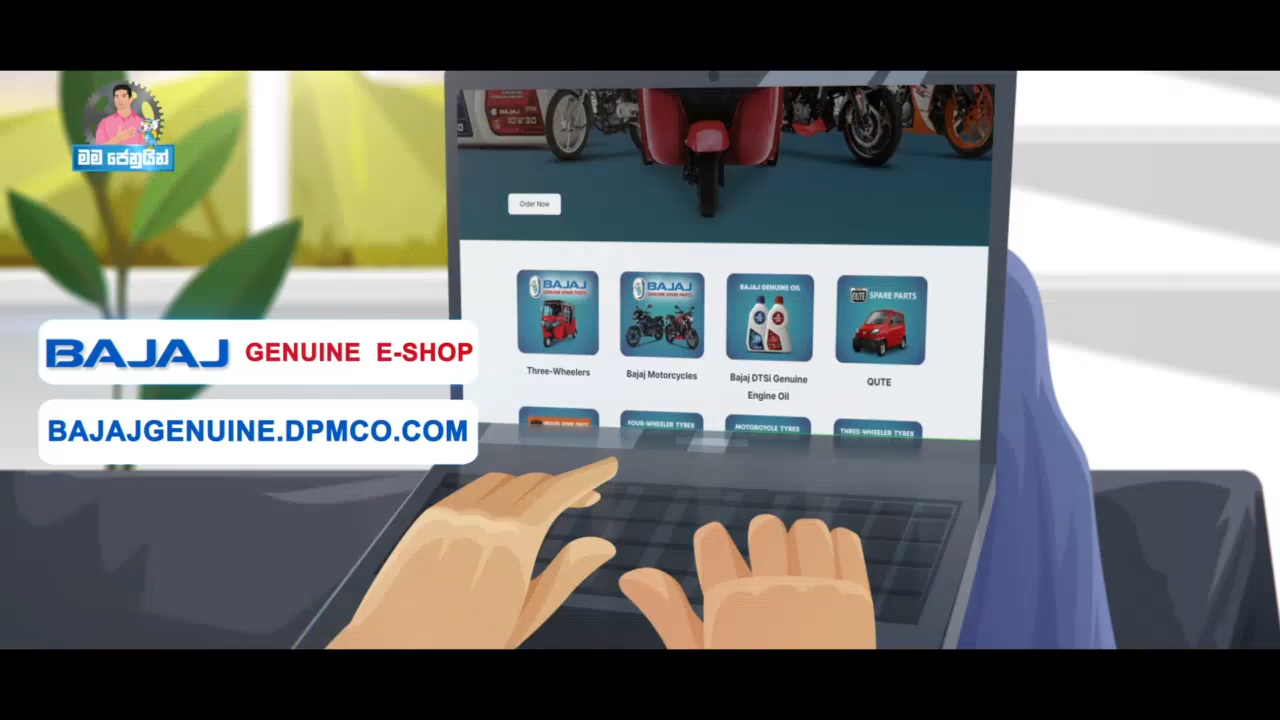 මම ජෙනුයින්
BAJAJ
10W30
Order Now
BAJAJ
GENUINE SPARE PARTS
BAJAJ
GENUINE SPARE PARTS
BAJAJ GENUINE OIL
QUTE SPARE PARTS
Three-Wheelers
Bajaj Motorcycles
Bajaj DTSi Genuine
Engine Oil
QUTE
FOUR-WHEELER TYRES
MOTORCYCLE TYRES
THREE-WHEELER TYRES
BAJAJ GENUINE E-SHOP
BAJAJGENUINE.DPMCO.COM